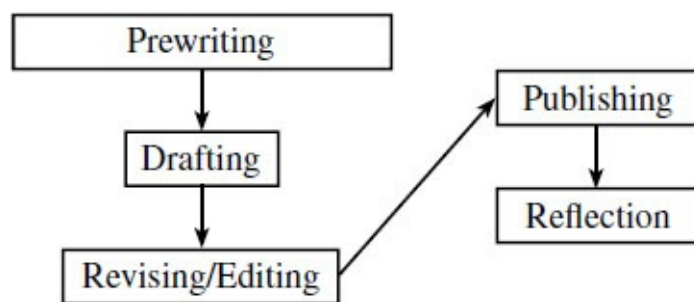 Prewriting
Drafting
Revising/Editing
Publishing
Reflection